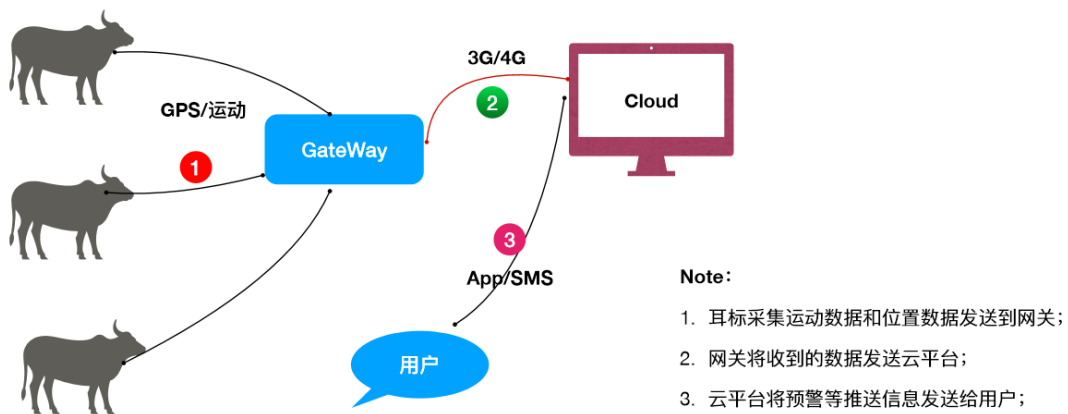 3G/4G
2
Cloud
GPS/运动
GateWay
1
3
App/SMS
用户
Note：
1. 耳标采集运动数据和位置数据发送到网关；
2. 网关将收到的数据发送云平台；
3. 云平台将预警等推送信息发送给用户；